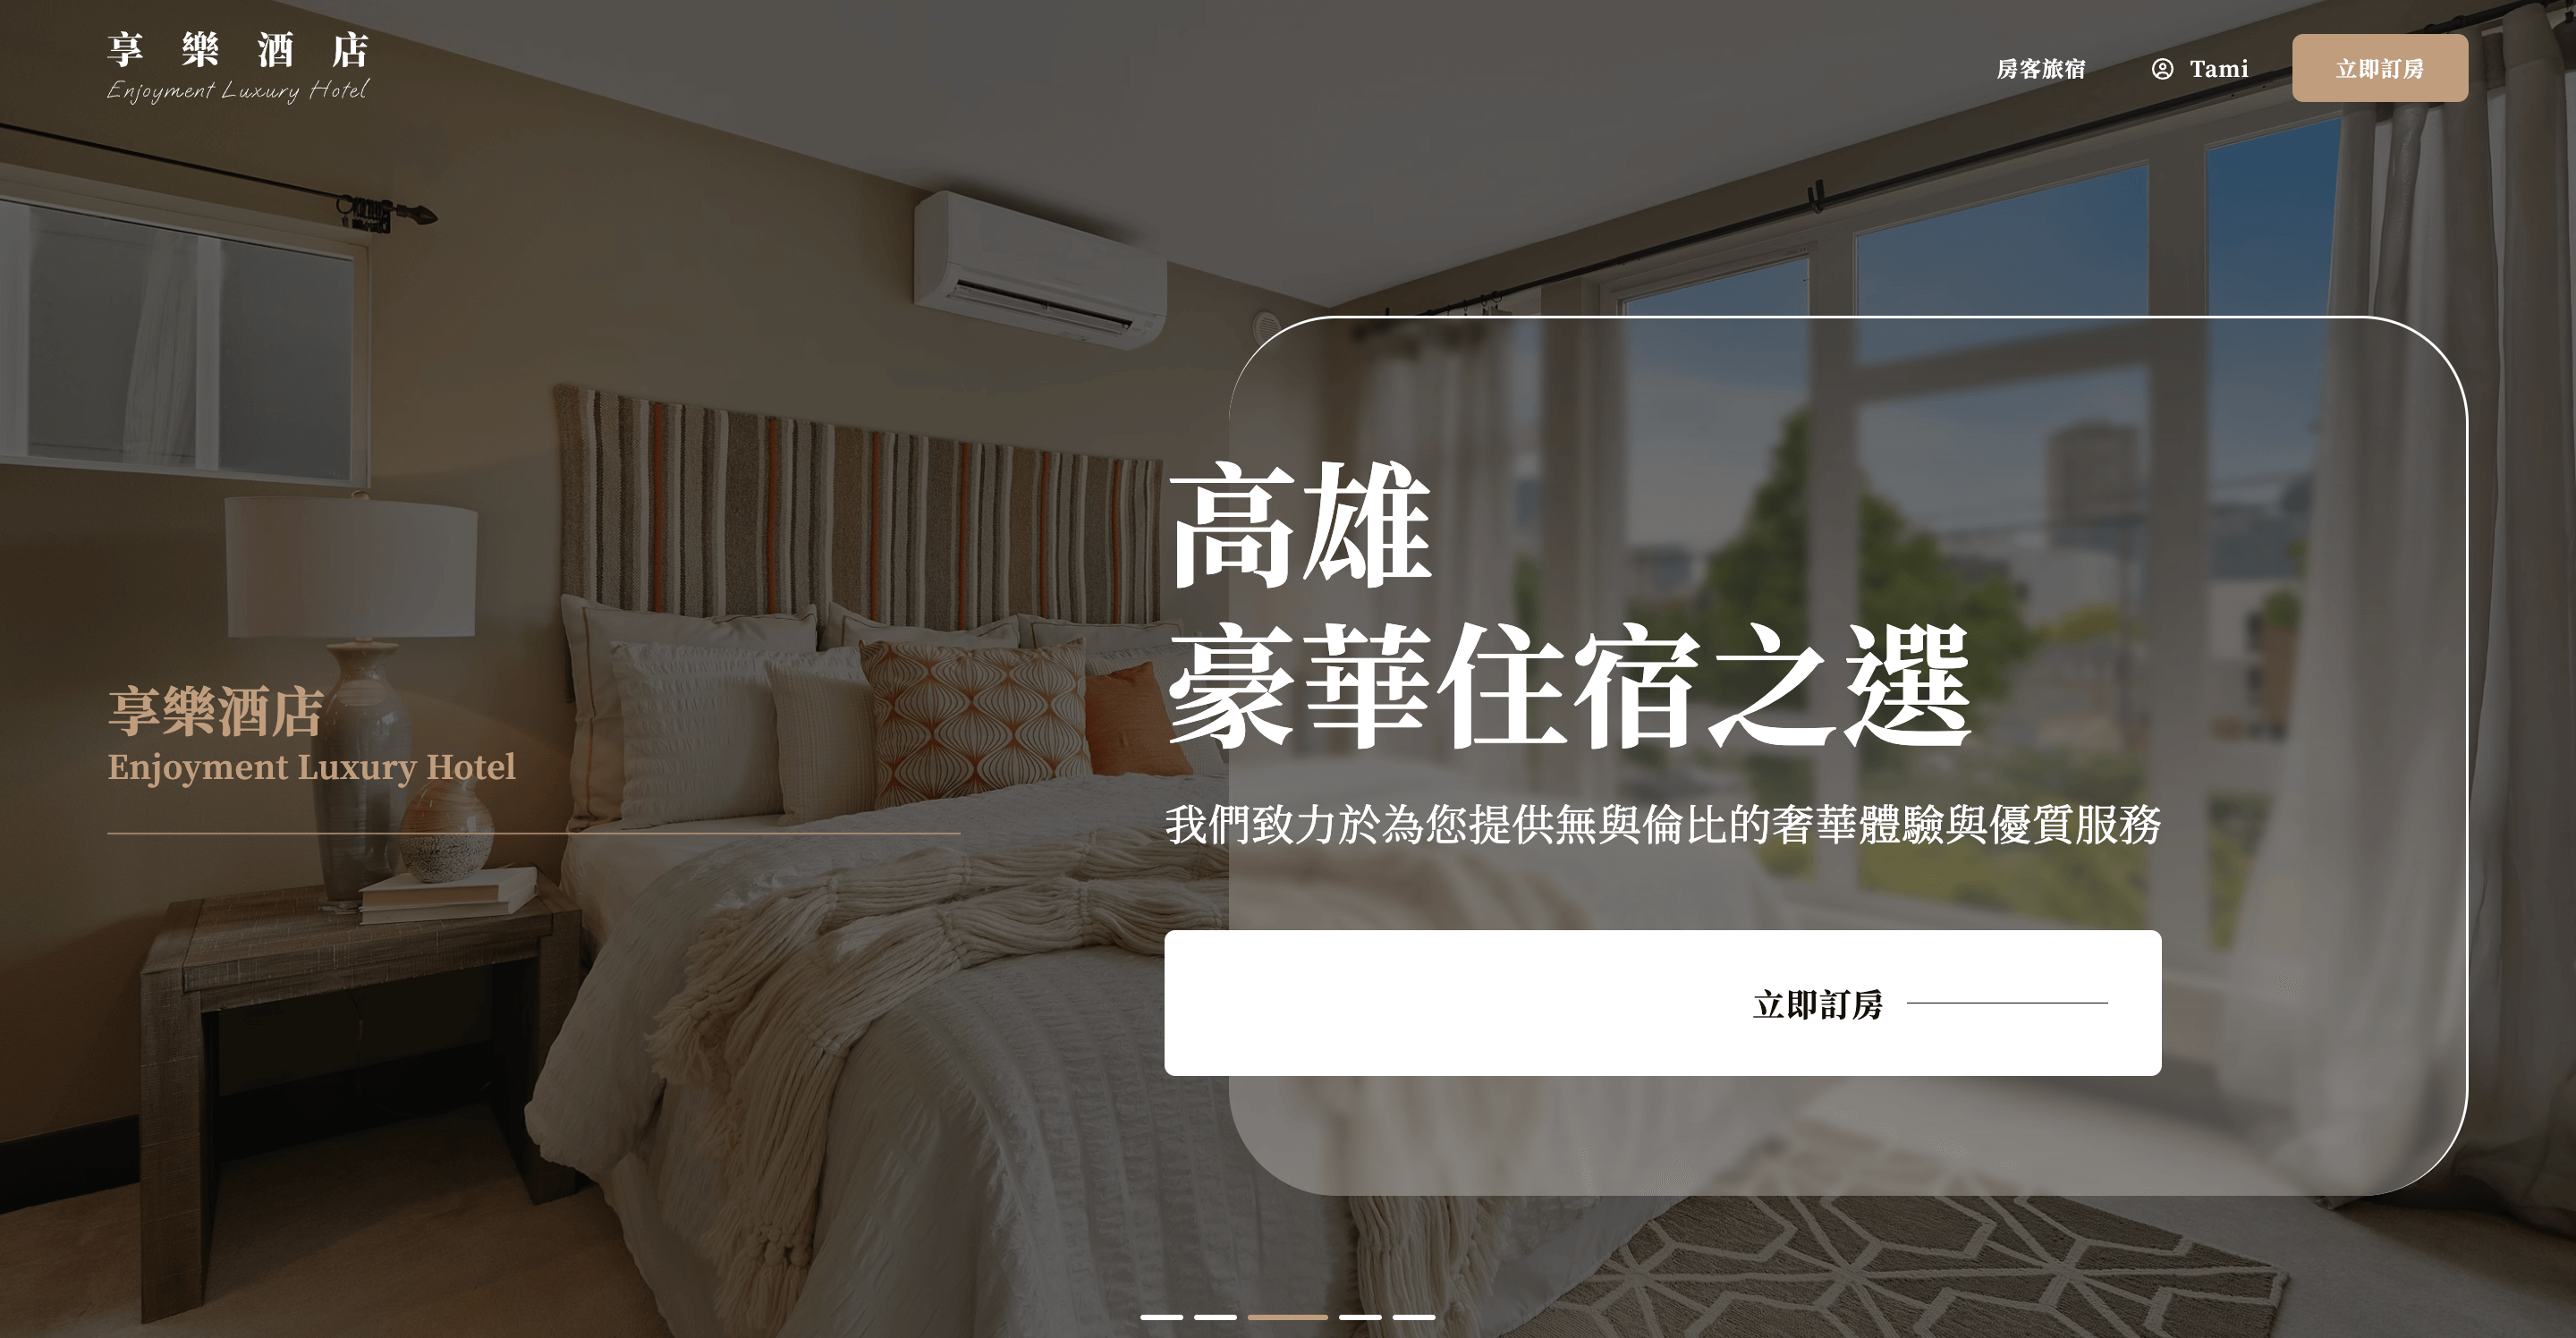 享樂酒店
Enjoyment Luxury Hotel
房客旅宿
Tami
立即訂房
高雄
豪華住宿之選
享樂酒店
Enjoyment Luxury Hotel
我們致力於為您提供無與倫比的奢華體驗與優質服務
立即訂房